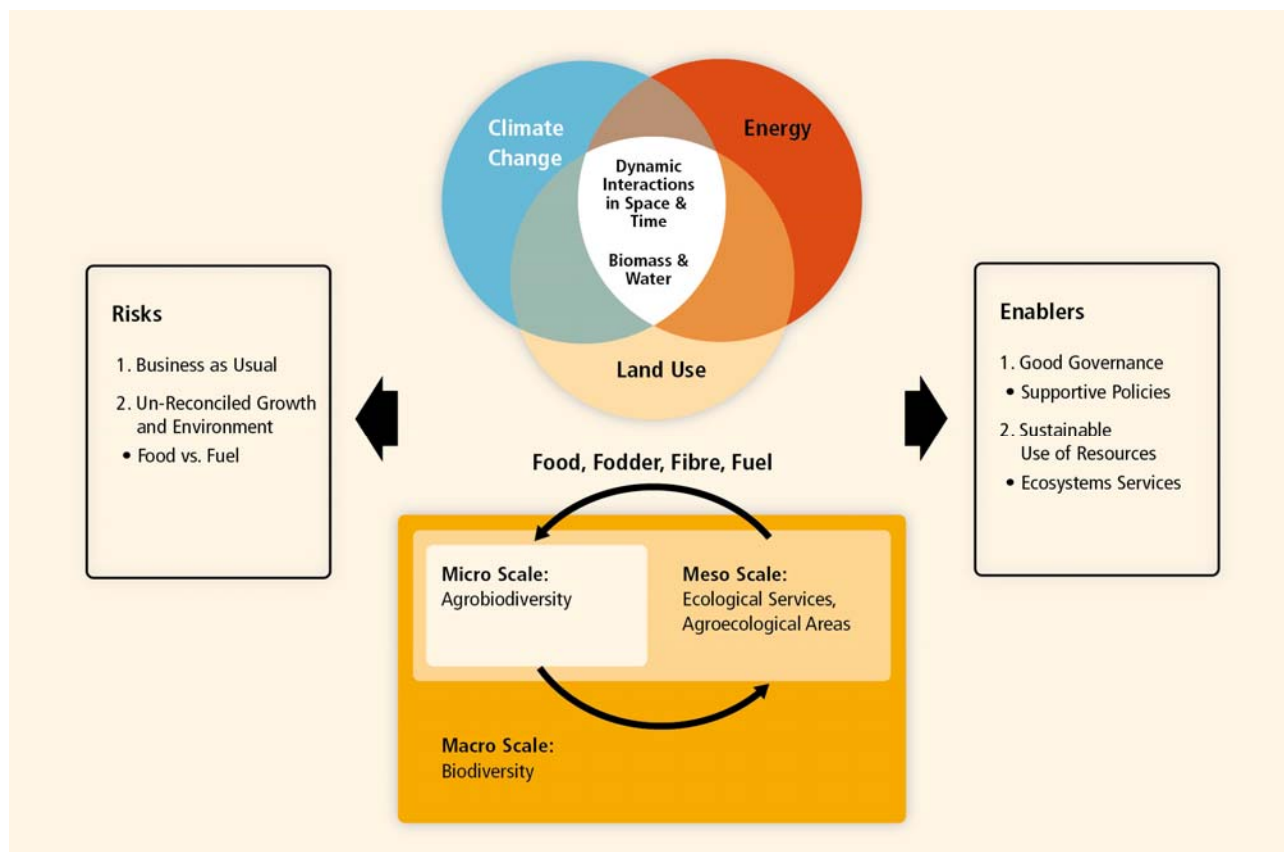 Climate
Change
Energy
Dynamic
Interactions
in Space &
Time
Biomass &
Water
Land Use
Risks
1. Business as Usual
2. Un-Reconciled Growth
and Environment
• Food vs. Fuel
Enablers
1. Good Governance
• Supportive Policies
2. Sustainable
Use of Resources
• Ecosystems Services
Food, Fodder, Fibre, Fuel
Micro Scale:
Agrobiodiversity
Meso Scale:
Ecological Services,
Agroecological Areas
Macro Scale:
Biodiversity